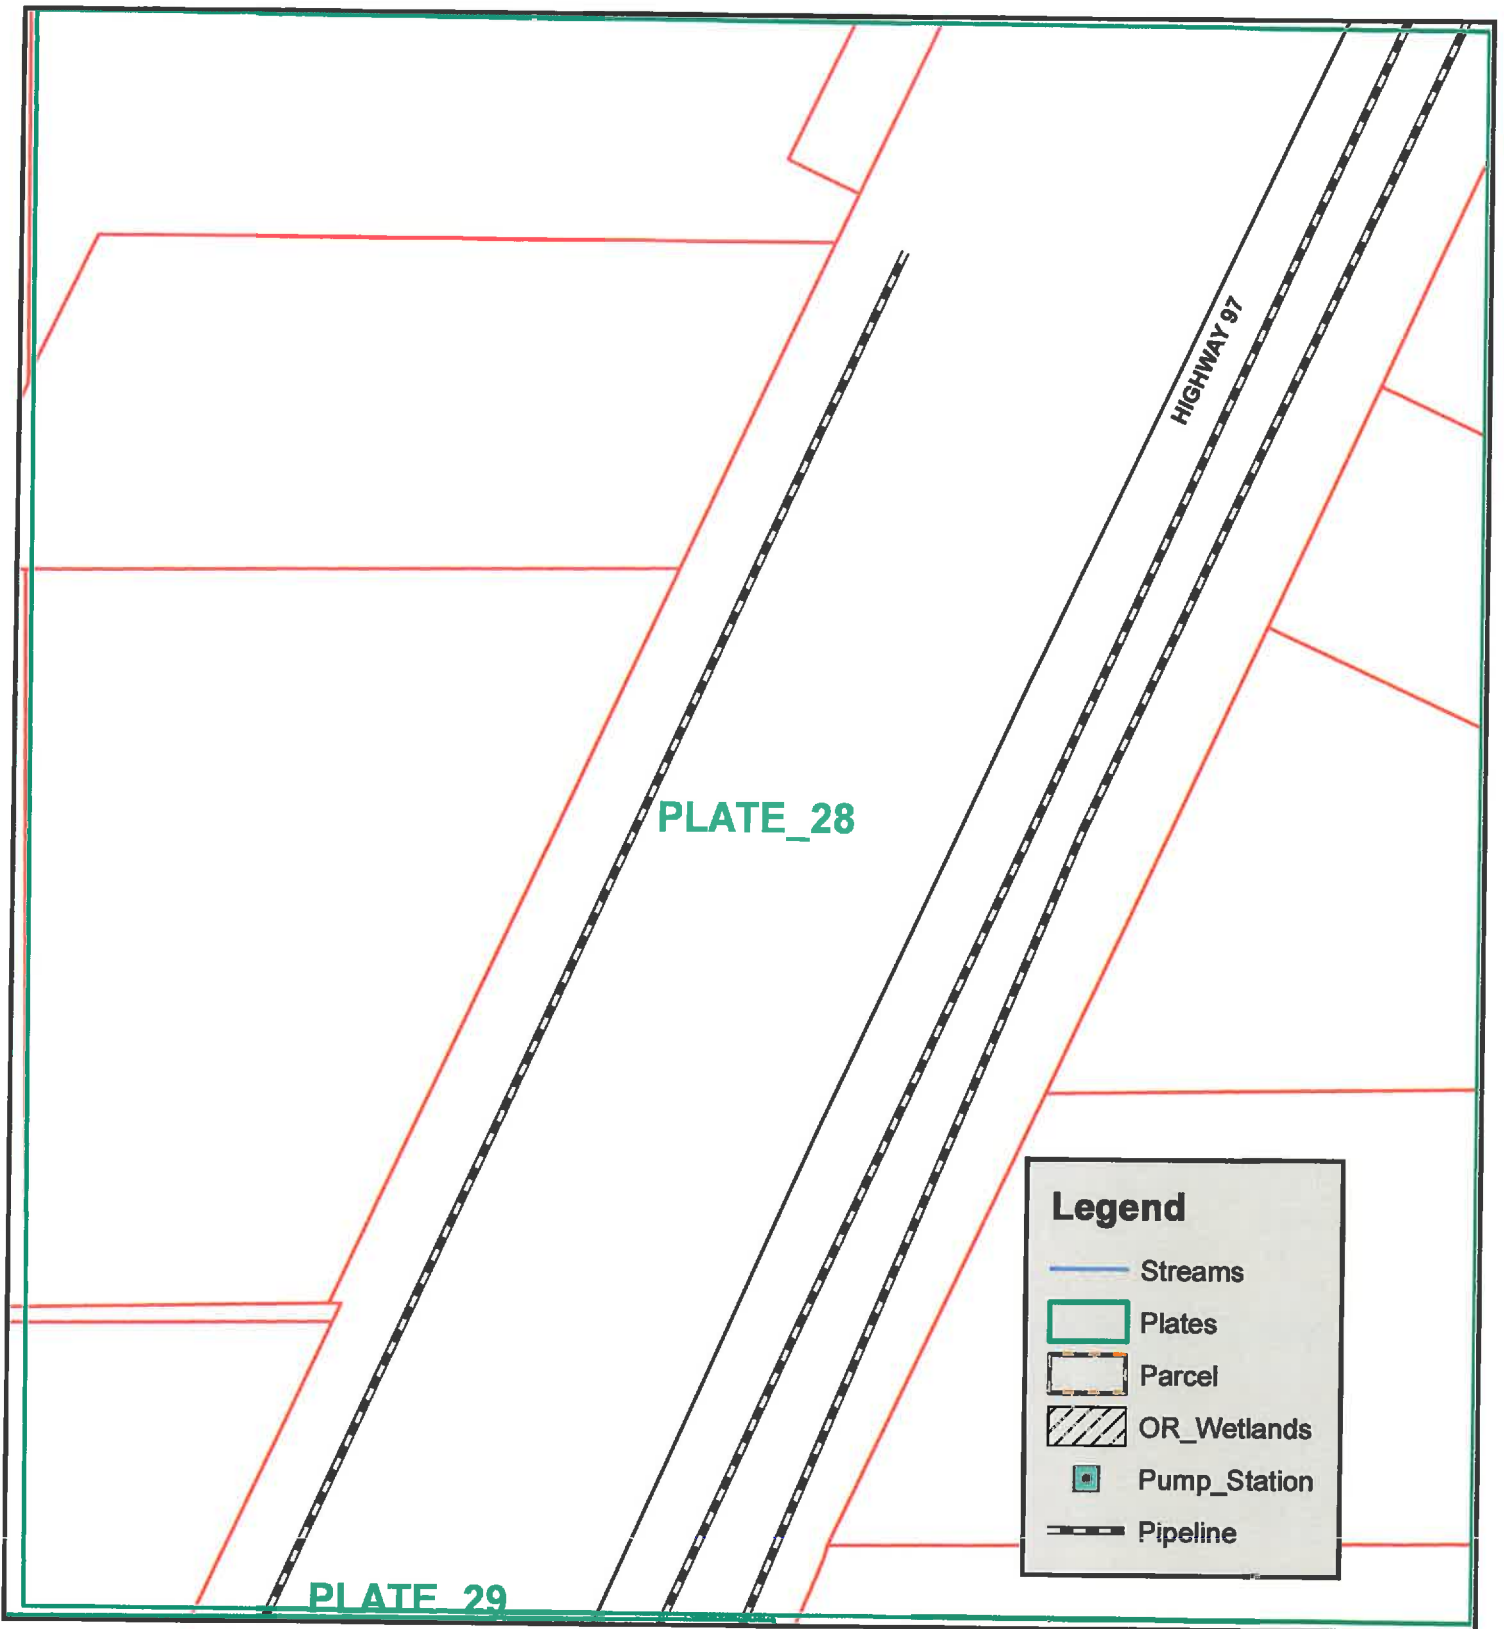 HIGHWAY 97
PLATE_28
Legend
Streams
Plates
Parcel
OR_Wetlands
Pump_Station
Pipeline
PLATE_29